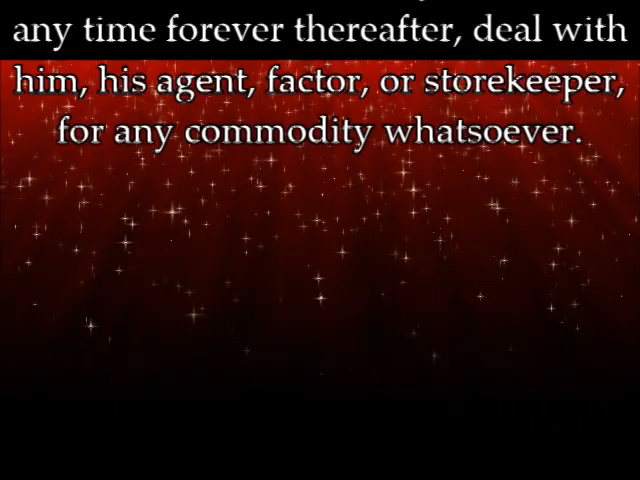 any time forever thereafter, deal with
him, his agent, factor, or storekeeper,
for any commodity whatsoever.